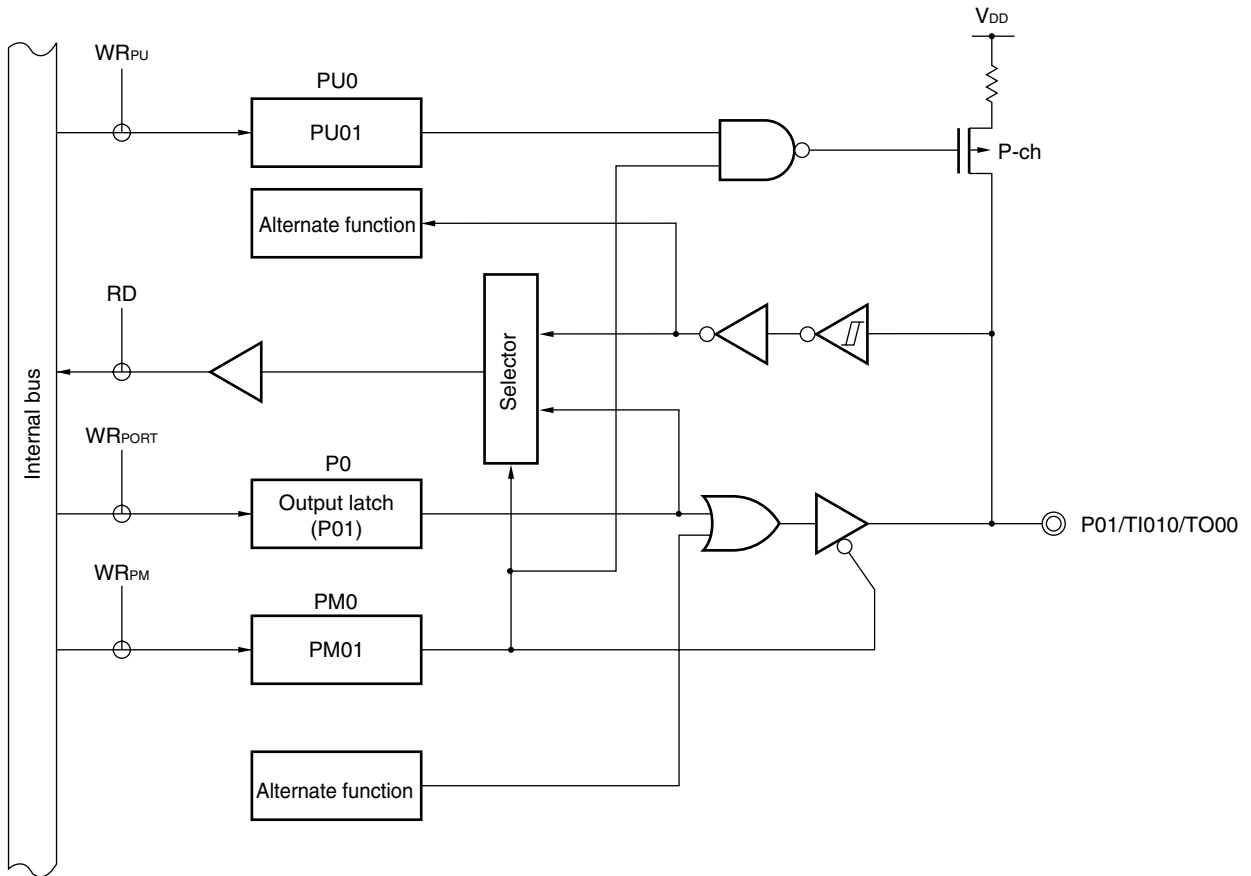 VDD
WRPU
PU0
PU01
P-ch
Alternate function
RD
Selector
Internal bus
WRPORT
P0
Output latch
(P01)
P01/TI010/TO00
WRPM
PM0
PM01
Alternate function